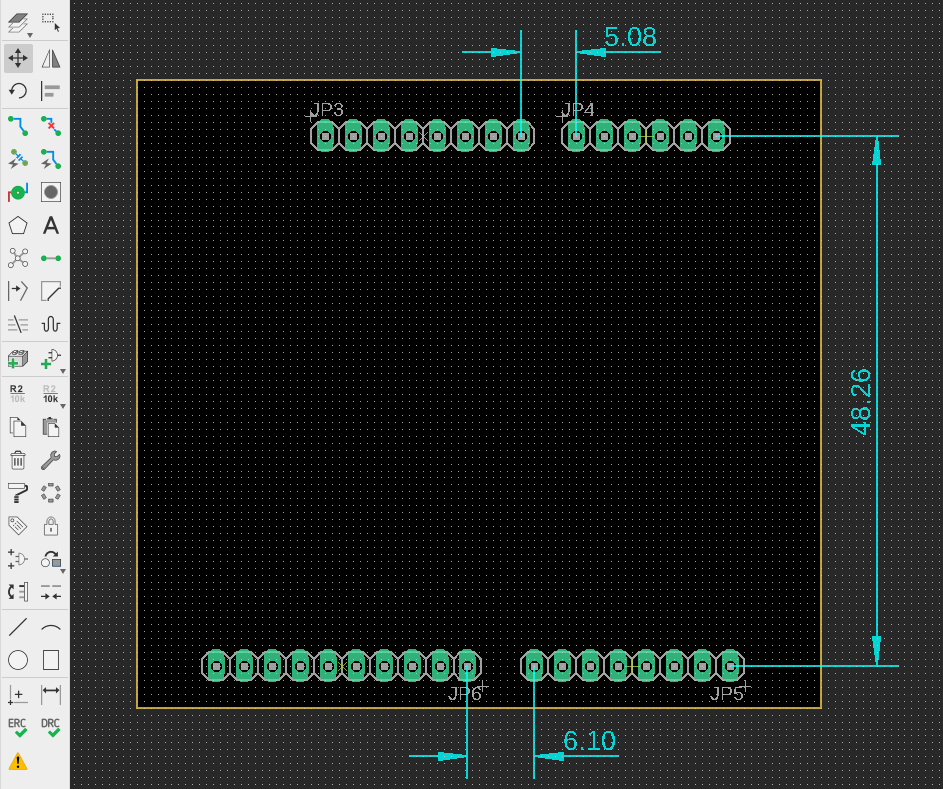 5.08
JP3
JP4
48.26
JP6
JP5
6.10
A
R2
10k
R2
10k
ERC
DRC